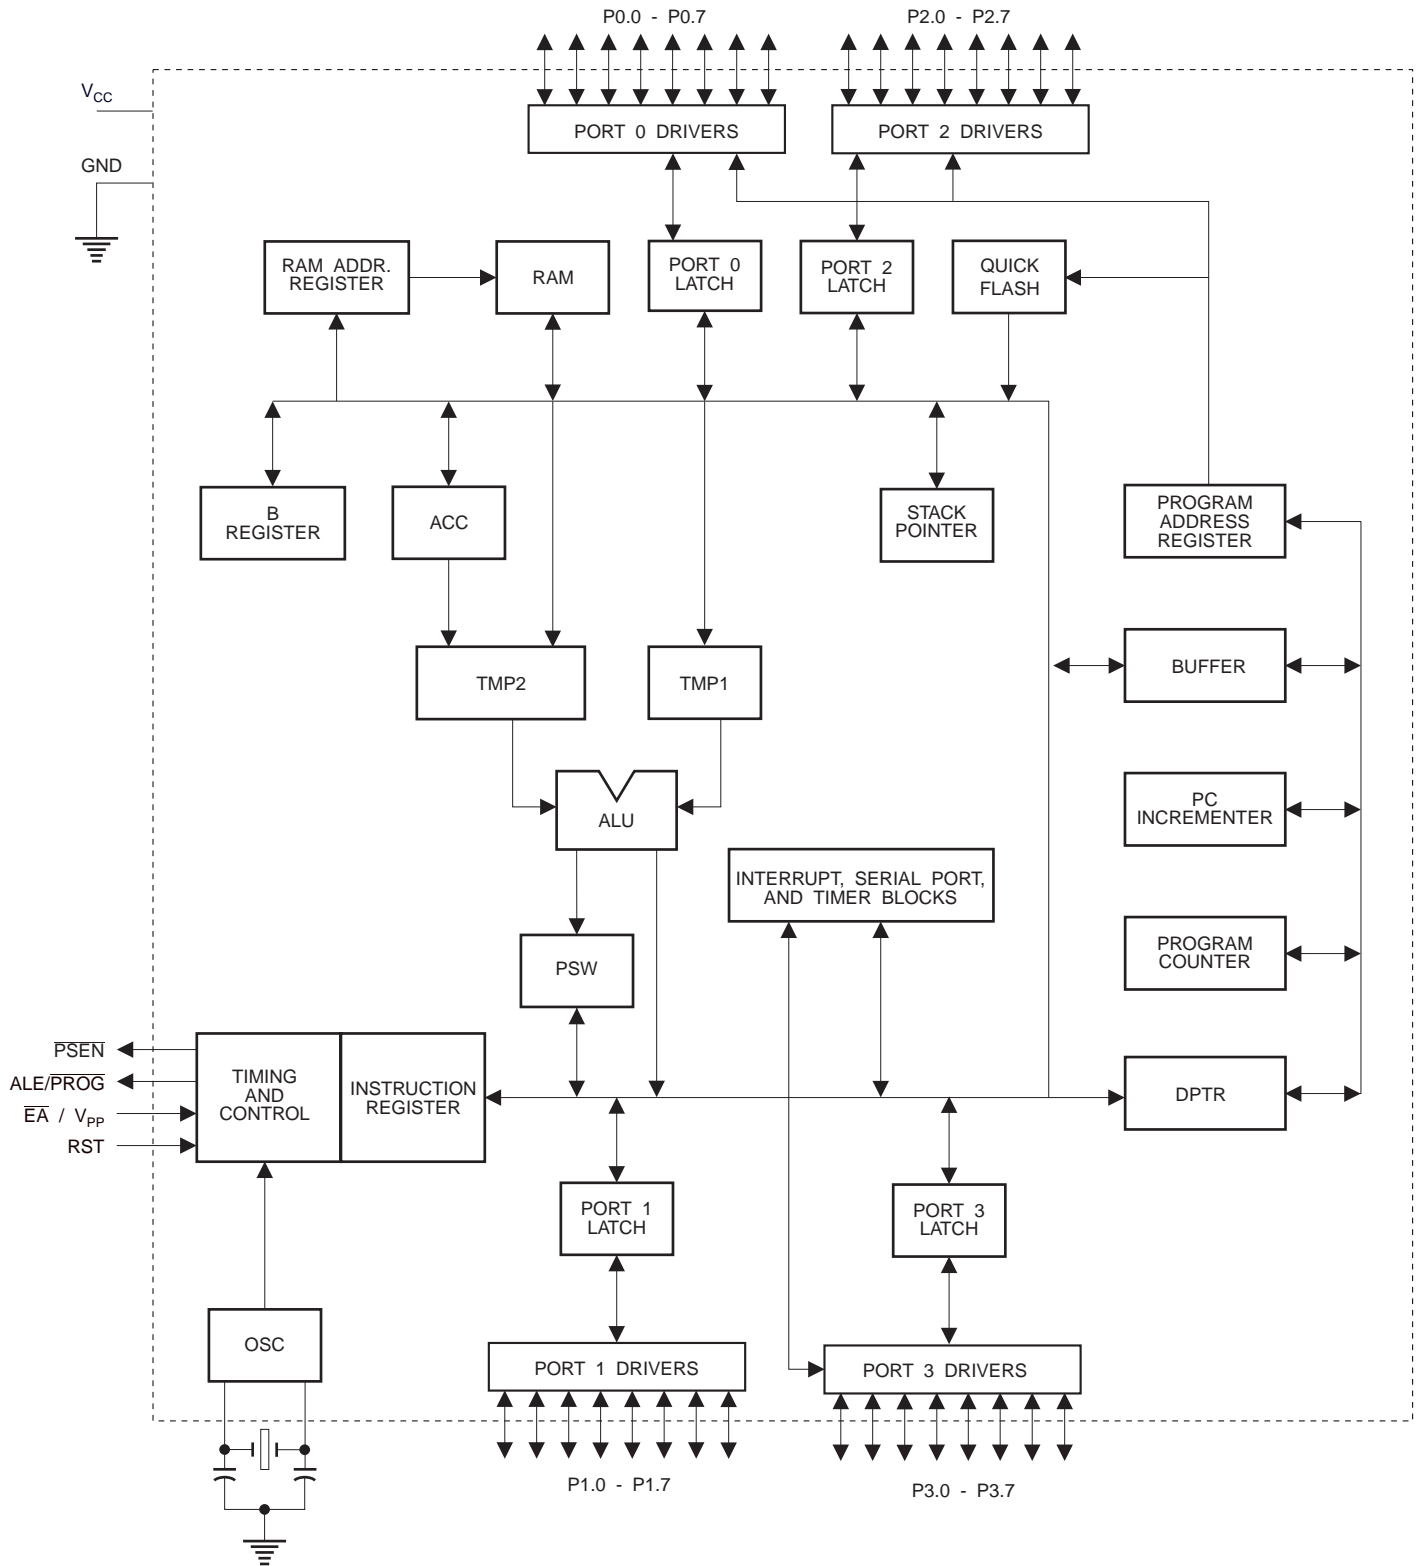 P0.0 - P0.7
P2.0 - P2.7
VCC
PORT 0 DRIVERS
PORT 2 DRIVERS
GND
RAM ADDR.
REGISTER
RAM
PORT 0
LATCH
PORT 2
LATCH
QUICK
FLASH
B
REGISTER
ACC
STACK
POINTER
PROGRAM
ADDRESS
REGISTER
TMP2
TMP1
BUFFER
ALU
PC
INCREMENTER
INTERRUPT, SERIAL PORT,
AND TIMER BLOCKS
PSW
PROGRAM
COUNTER
PSEN
ALE/PROG
EA / VPP
RST
TIMING
AND
CONTROL
INSTRUCTION
REGISTER
DPTR
PORT 1
LATCH
PORT 3
LATCH
OSC
PORT 1 DRIVERS
PORT 3 DRIVERS
P1.0 - P1.7
P3.0 - P3.7